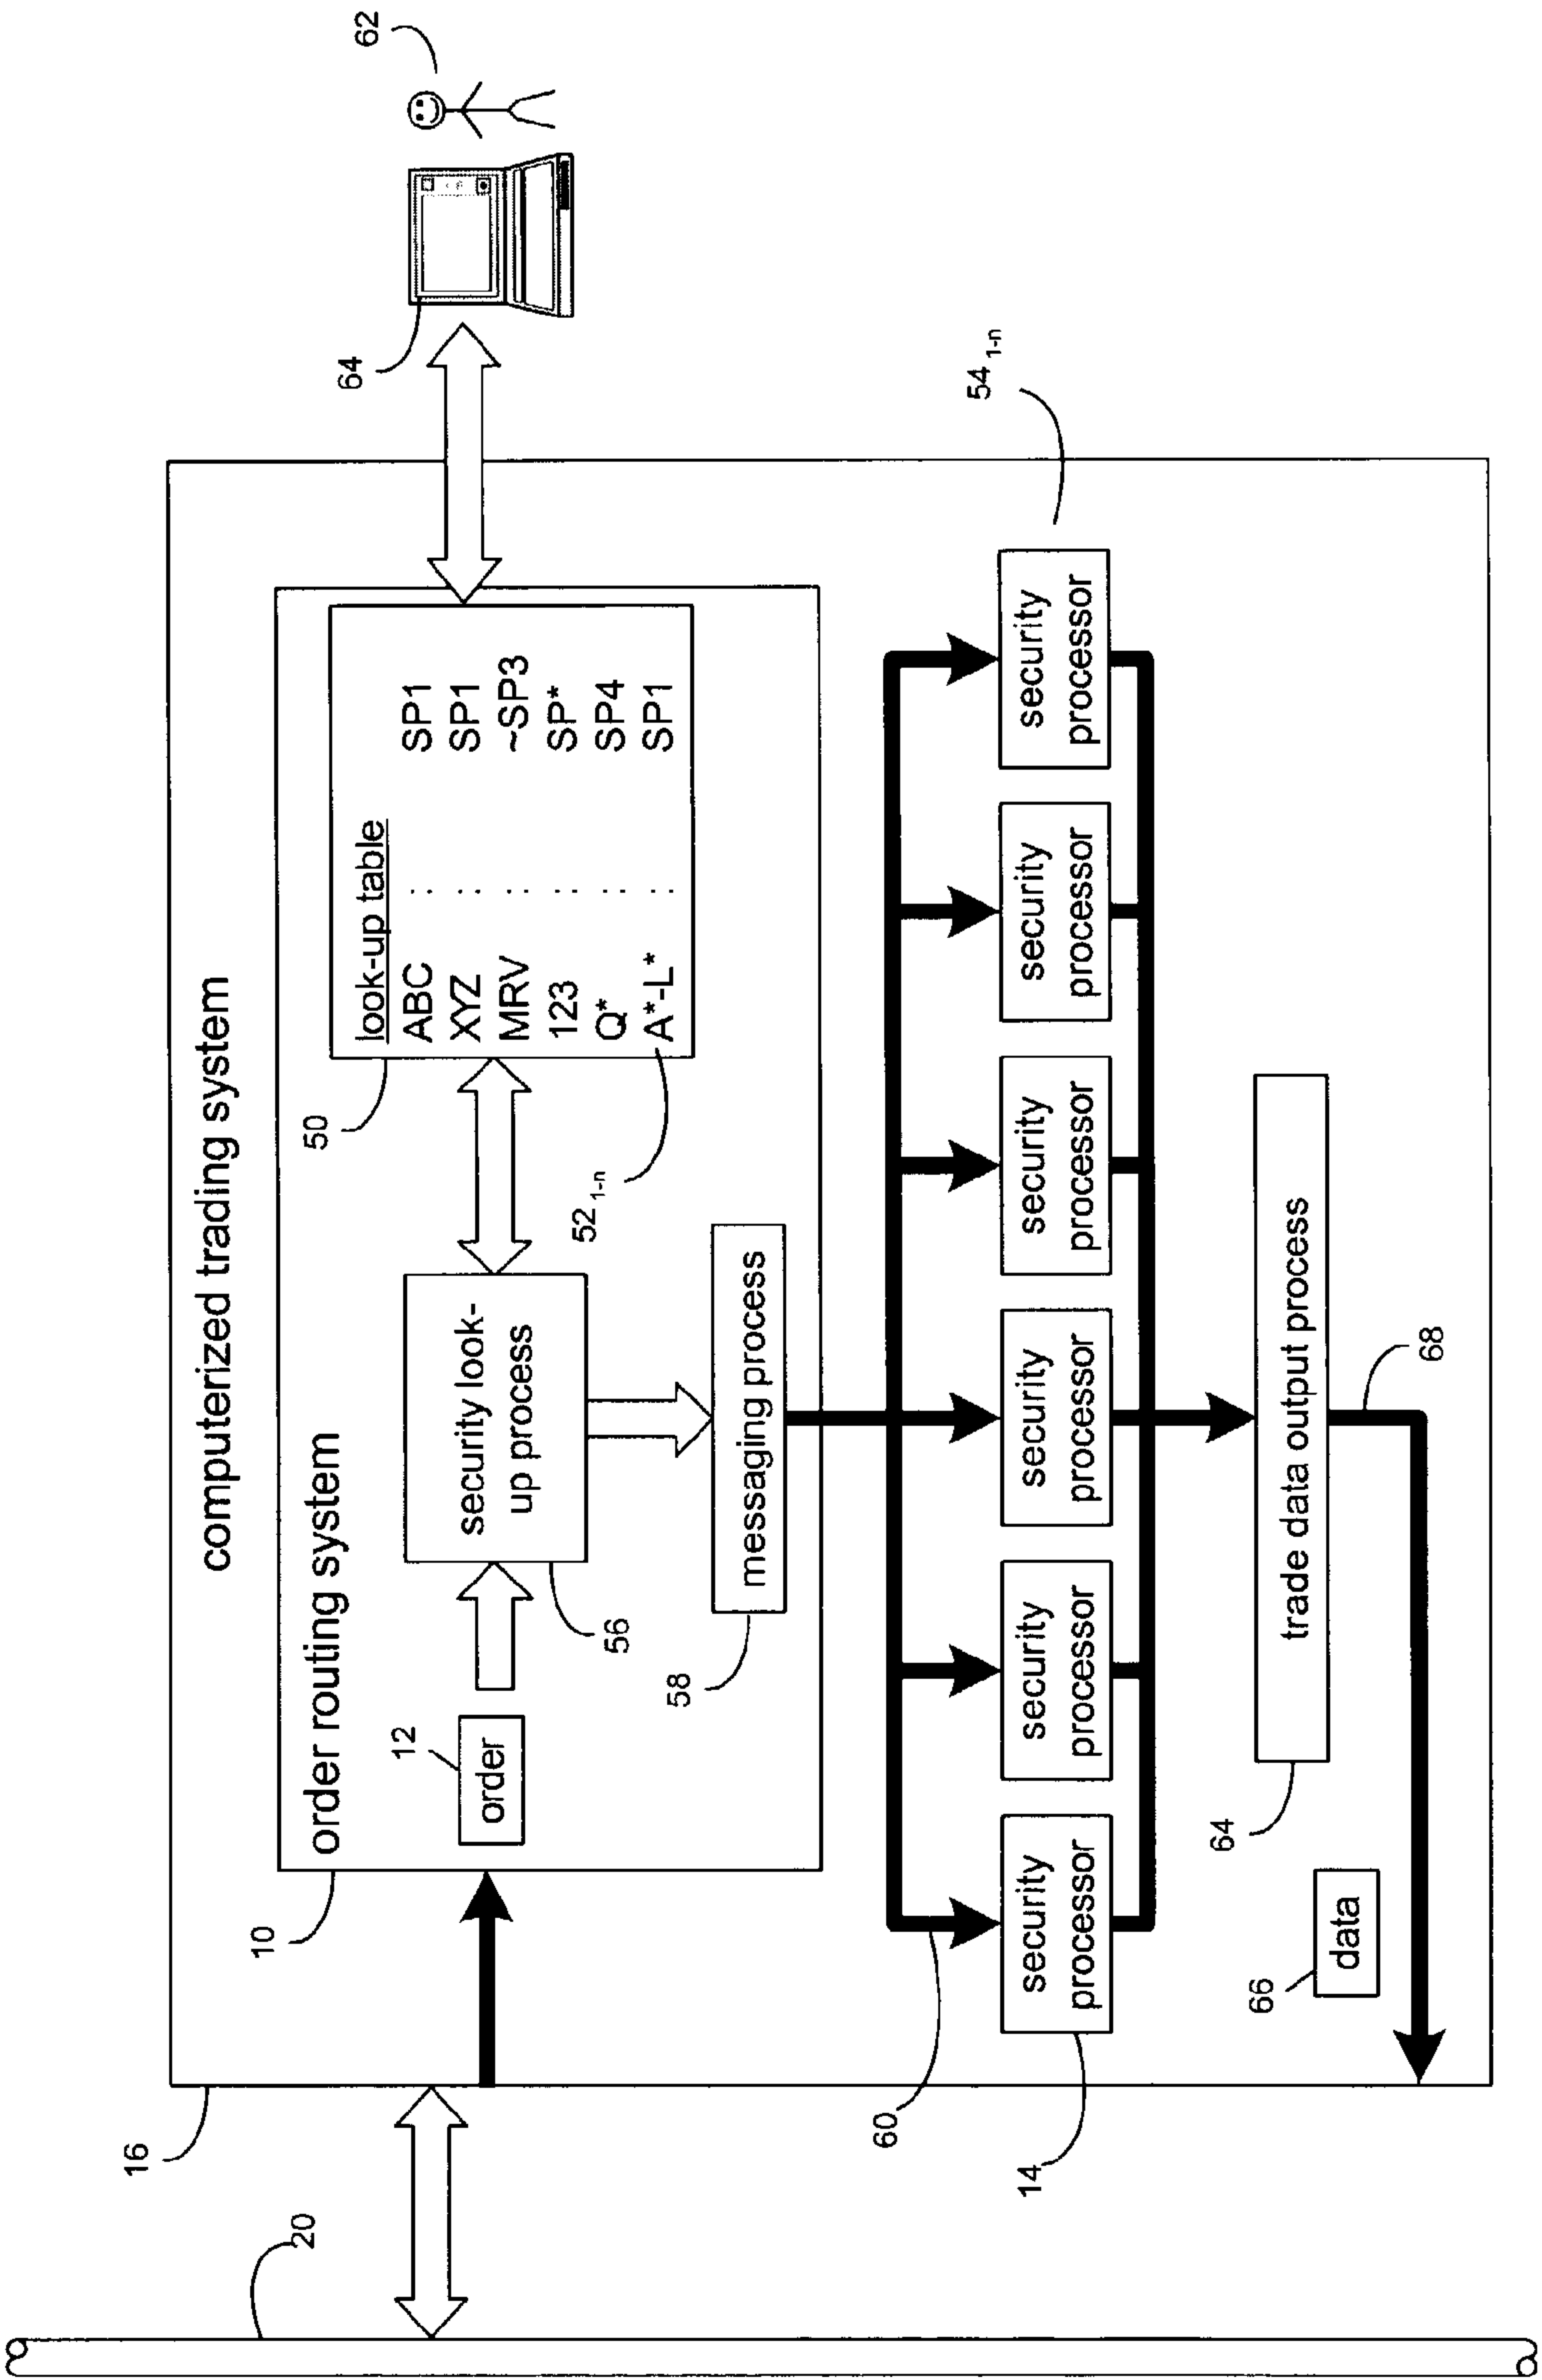 computerized trading system
16
20
order routing system
10
12
order
security look-
up process
56
50
look-up table
ABC : SP1
XYZ : SP1
MRV : ~SP3
123 : SP*
Q* : SP4
A*-L* : SP1
52 1-n
64
62
58
messaging process
60
14
security
processor
security
processor
security
processor
security
processor
security
processor
security
processor
54 1-n
64
trade data output process
66
data
68